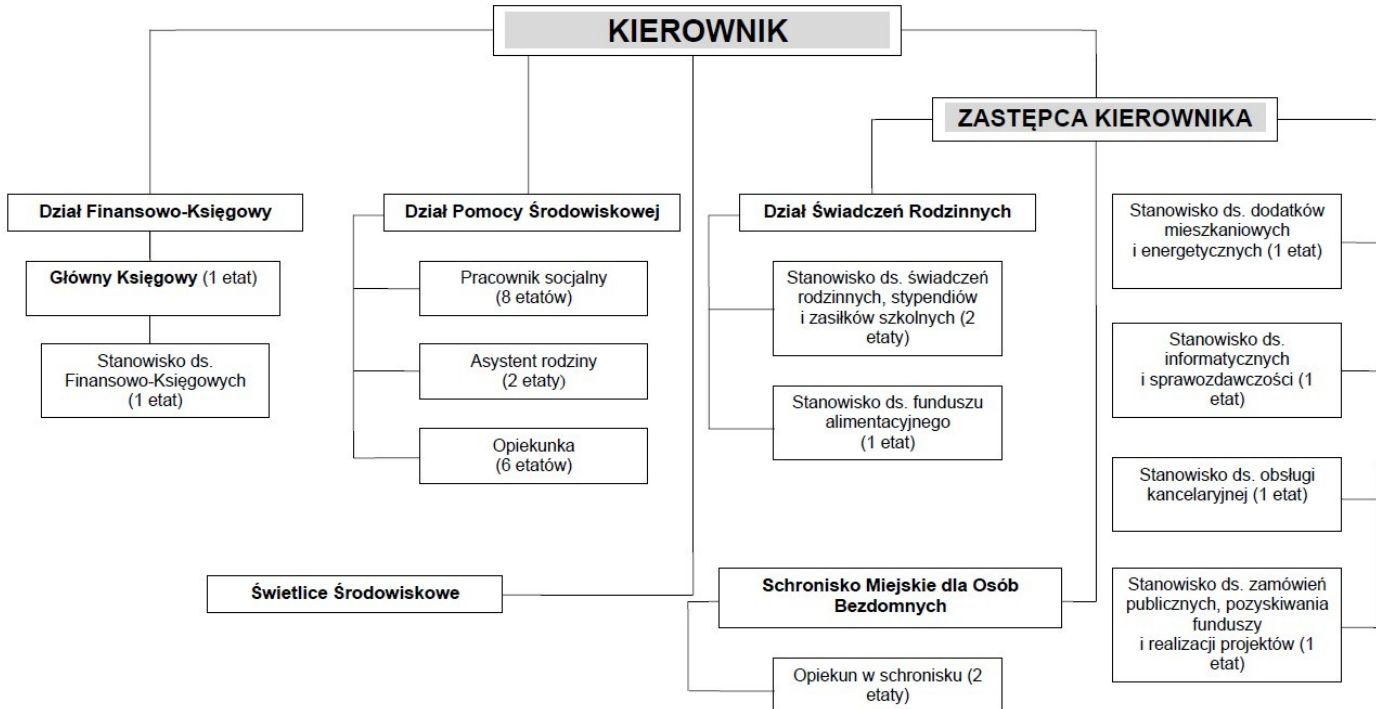 KIEROWNIK
ZASTĘPCA KIEROWNIKA
Dział Finansowo-Księgowy
Główny Księgowy (1 etat)
Stanowisko ds.
Finansowo-Księgowych
(1 etat)
Dział Pomocy Środowiskowej
Pracownik socjalny
(8 etatów)
Asystent rodziny
(2 etaty)
Opiekunka
(6 etatów)
Dział Świadczeń Rodzinnych
Stanowisko ds. świadczeń
rodzinnych, stypendiów
i zasiłków szkolnych (2
etaty)
Stanowisko ds. funduszu
alimentacyjnego
(1 etat)
Stanowisko ds. dodatków
mieszkaniowych
i energetycznych (1 etat)
Stanowisko ds.
informatycznych
i sprawozdawczości (1
etat)
Stanowisko ds. obsługi
kancelaryjnej (1 etat)
Stanowisko ds. zamówień
publicznych, pozyskiwania
funduszy
i realizacji projektów (1
etat)
Świetlice Środowiskowe
Schronisko Miejskie dla Osób
Bezdomnych
Opiekun w schronisku (2
etaty)